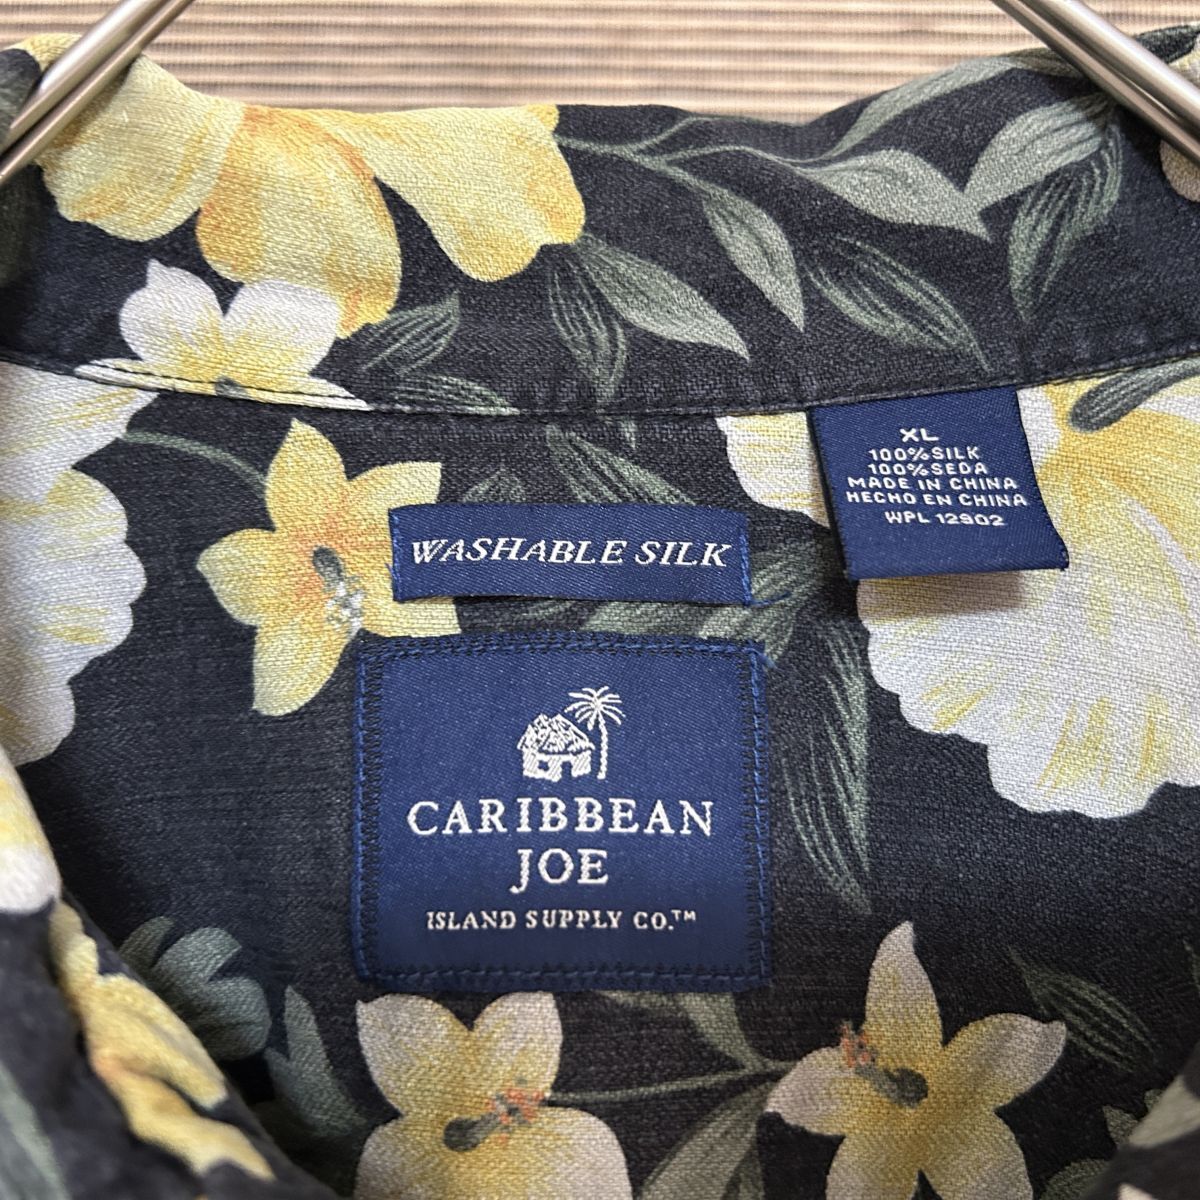 XL
100% SILK
100% SEDA
MADE IN CHINA
HECHO EN CHINA
WPL 12902
WASHABLE SILK
CARIBBEAN
JOE
ISLAND SUPPLY CO.™